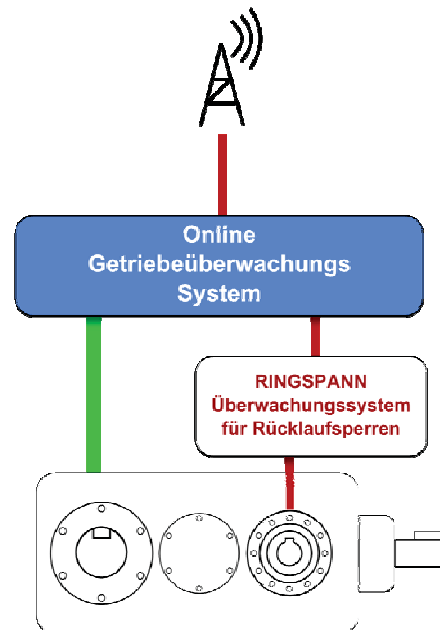 Online
Getriebeüberwachungs
System
RINGSPANN
Überwachungssystem
für Rücklaufsperren